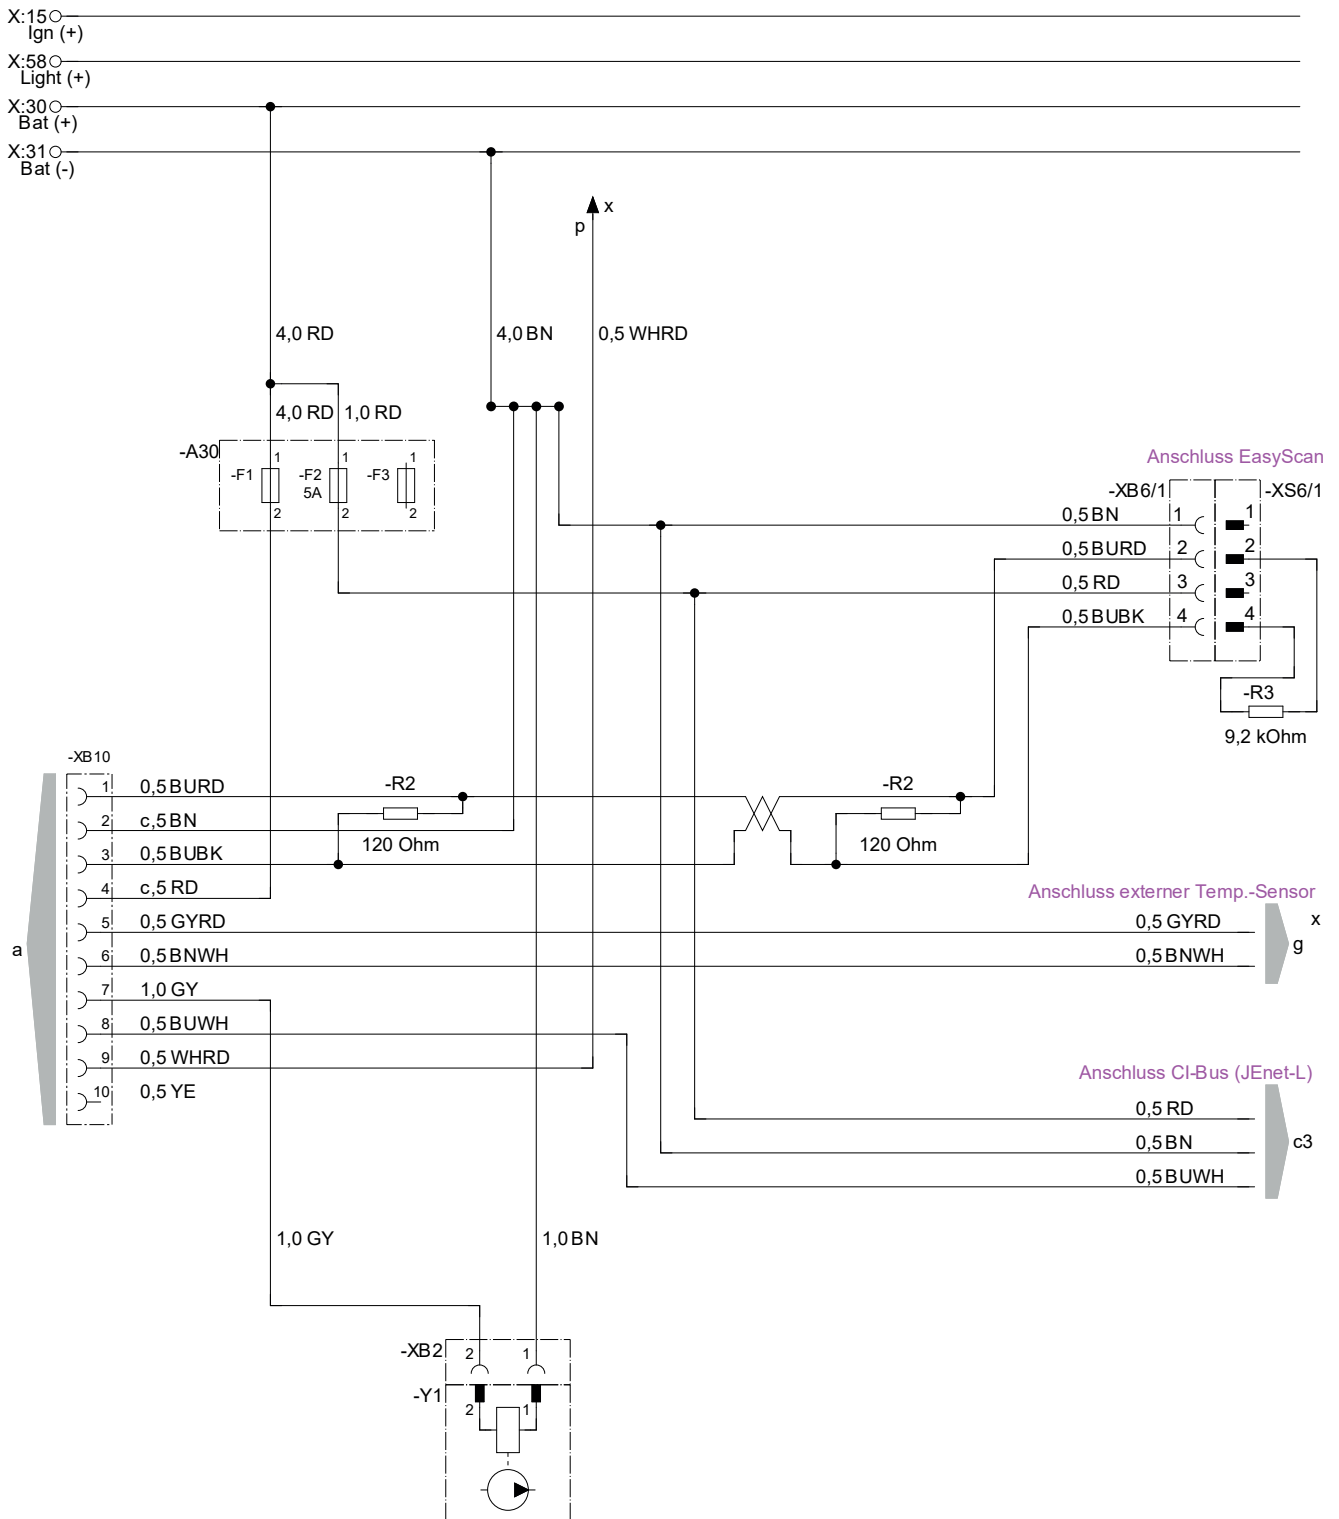 X:15
Ign (+)
X:58
Light (+)
X:30
Bat (+)
X:31
Bat (-)
x
p
4,0 RD
4,0 BN
0,5 WHRD
4,0 RD
1,0 RD
-A30
-F1
1
2
-F2
5A
1
2
-F3
1
2
Anschluss EasyScan
-XB6/1
-XS6/1
0,5 BN
1
1
0,5 BURD
2
2
0,5 RD
3
3
0,5 BUBK
4
4
-R3
9,2 kOhm
-XB10
a
1
0,5 BURD
2
c,5 BN
3
0,5 BUBK
4
c,5 RD
5
0,5 GYRD
6
0,5 BNWH
7
1,0 GY
8
0,5 BUWH
9
0,5 WHRD
10
0,5 YE
-R2
120 Ohm
-R2
120 Ohm
Anschluss externer Temp.-Sensor
0,5 GYRD
0,5 BNWH
x
g
Anschluss CI-Bus (JEnet-L)
0,5 RD
0,5 BN
0,5 BUWH
c3
1,0 GY
1,0 BN
-XB2
2
1
-Y1
2
1